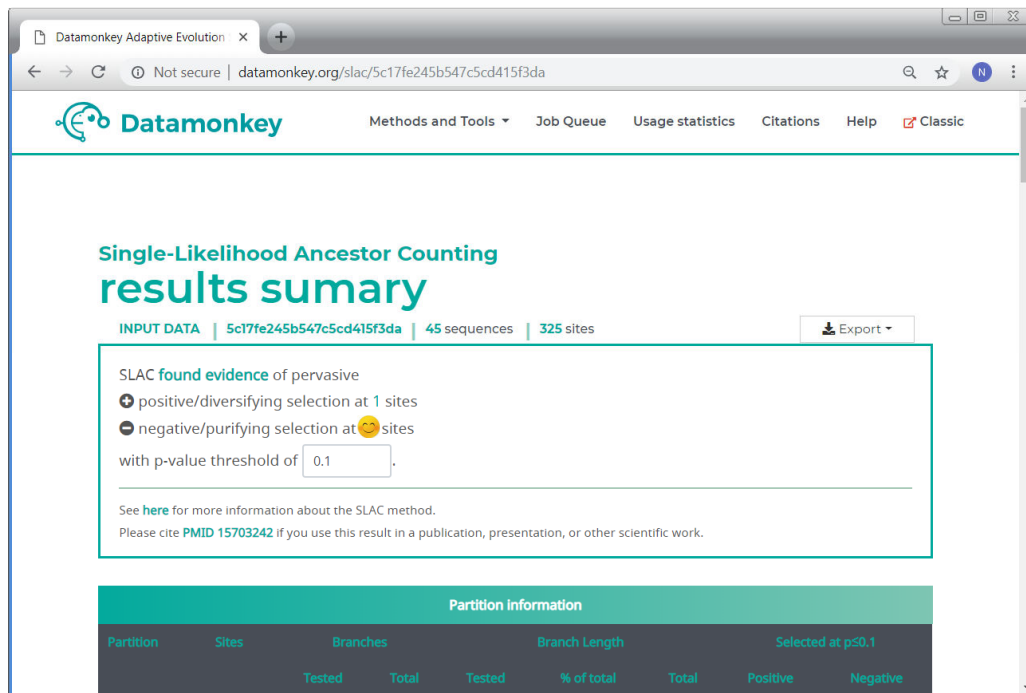 Datamonkey Adaptive Evolution
Not secure | datamonkey.org/slac/5c17fe245b547c5cd415f3da
N
Datamonkey
Methods and Tools Job Queue Usage statistics Citations Help Classic
Single-Likelihood Ancestor Counting
results sumary
INPUT DATA | 5c17fe245b547c5cd415f3da | 45 sequences | 325 sites
Export
SLAC found evidence of pervasive
positive/diversifying selection at 1 sites
negative/purifying selection at sites
with p-value threshold of 0.1 .
See here for more information about the SLAC method.
Please cite PMID 15703242 if you use this result in a publication, presentation, or other scientific work.
Partition information
Partition Sites Branches Branch Length Selected at p≤0.1
Tested Total Tested % of total Total Positive Negative